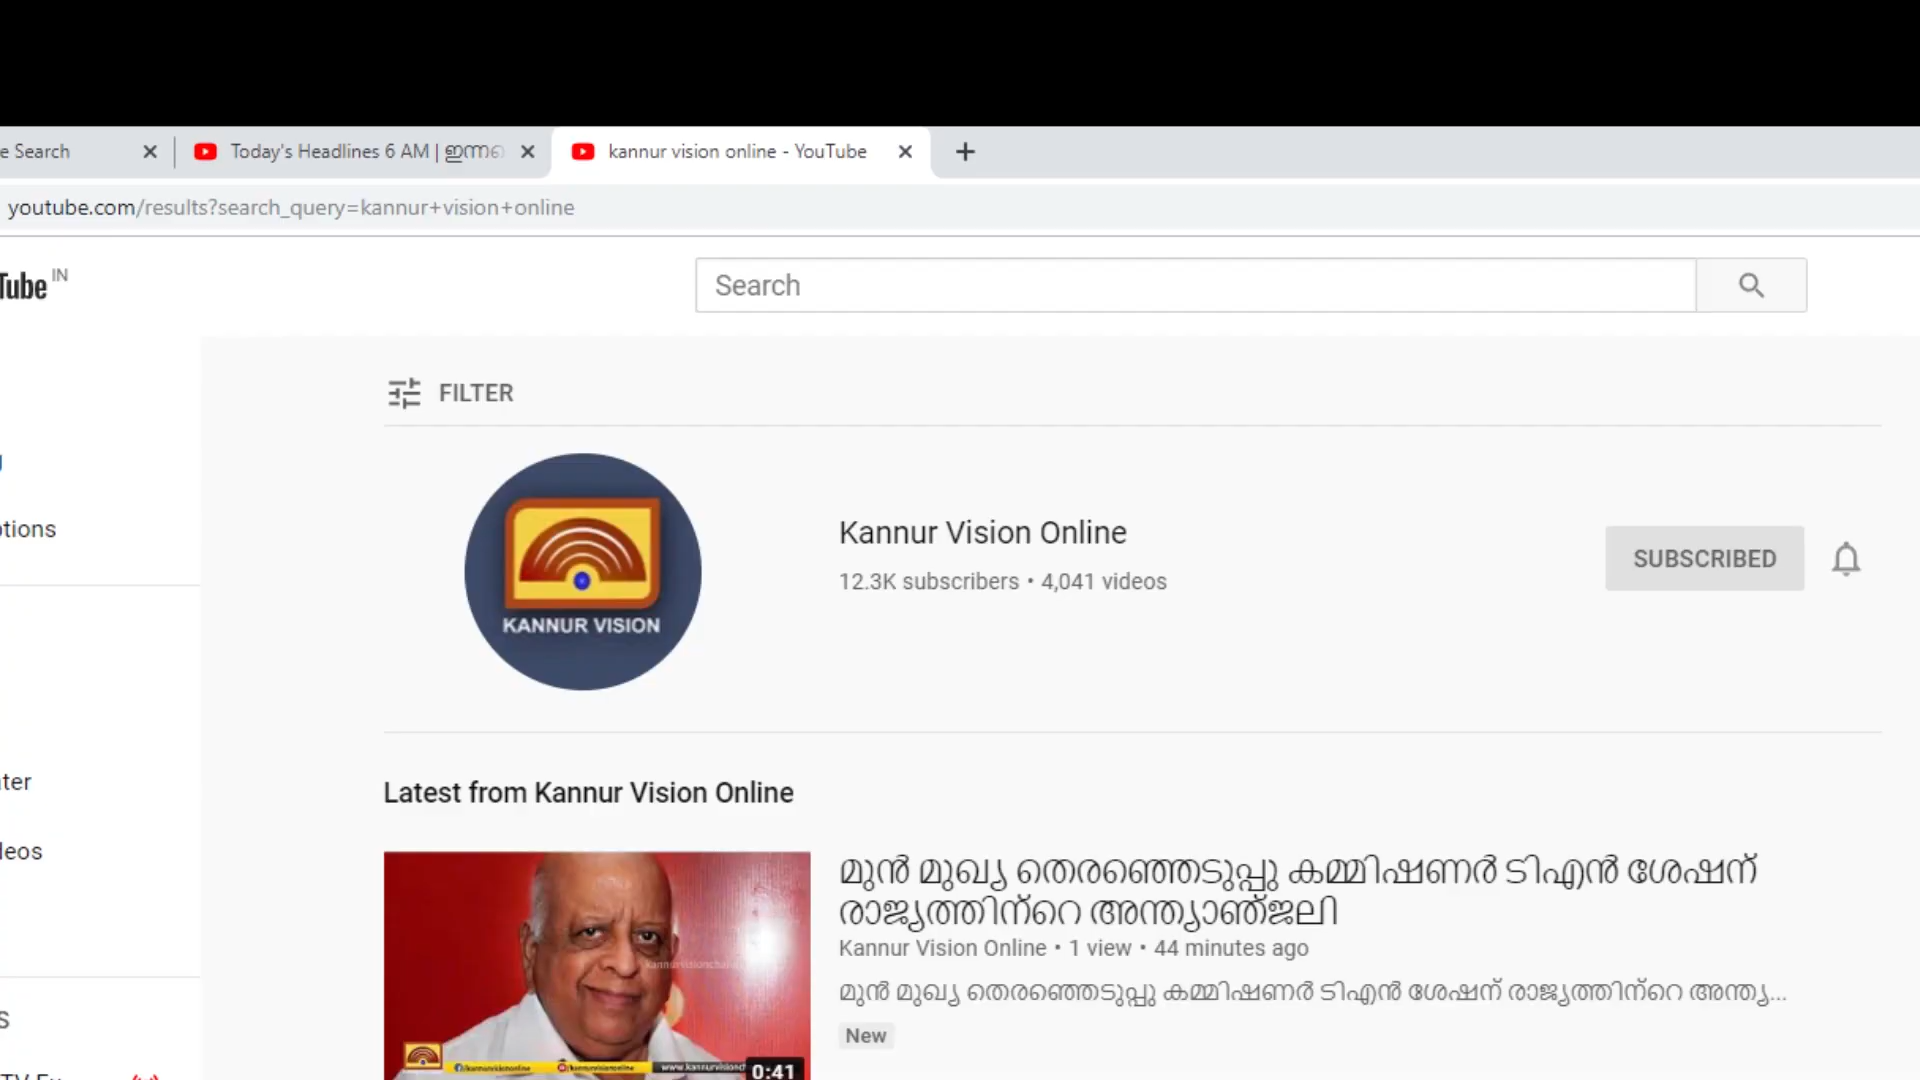 e Search
Today's Headlines 6 AM | ഇന്നത്തെ
kannur vision online - YouTube
youtube.com/results?search_query=kannur+vision+online
Tube IN
Search
FILTER
otions
Kannur Vision Online
12.3K subscribers • 4,041 videos
SUBSCRIBED
KANNUR VISION
ter
Latest from Kannur Vision Online
leos
മുൻ മുഖ്യ തെരഞ്ഞെടുപ്പു കമ്മിഷണർ ടിഎൻ ശേഷന്
രാജ്യത്തിന്റെ അന്ത്യാഞ്ജലി
Kannur Vision Online • 1 view • 44 minutes ago
മുൻ മുഖ്യ തെരഞ്ഞെടുപ്പു കമ്മിഷണർ ടിഎൻ ശേഷന് രാജ്യത്തിന്റെ അന്ത്യ...
New
S
0:41